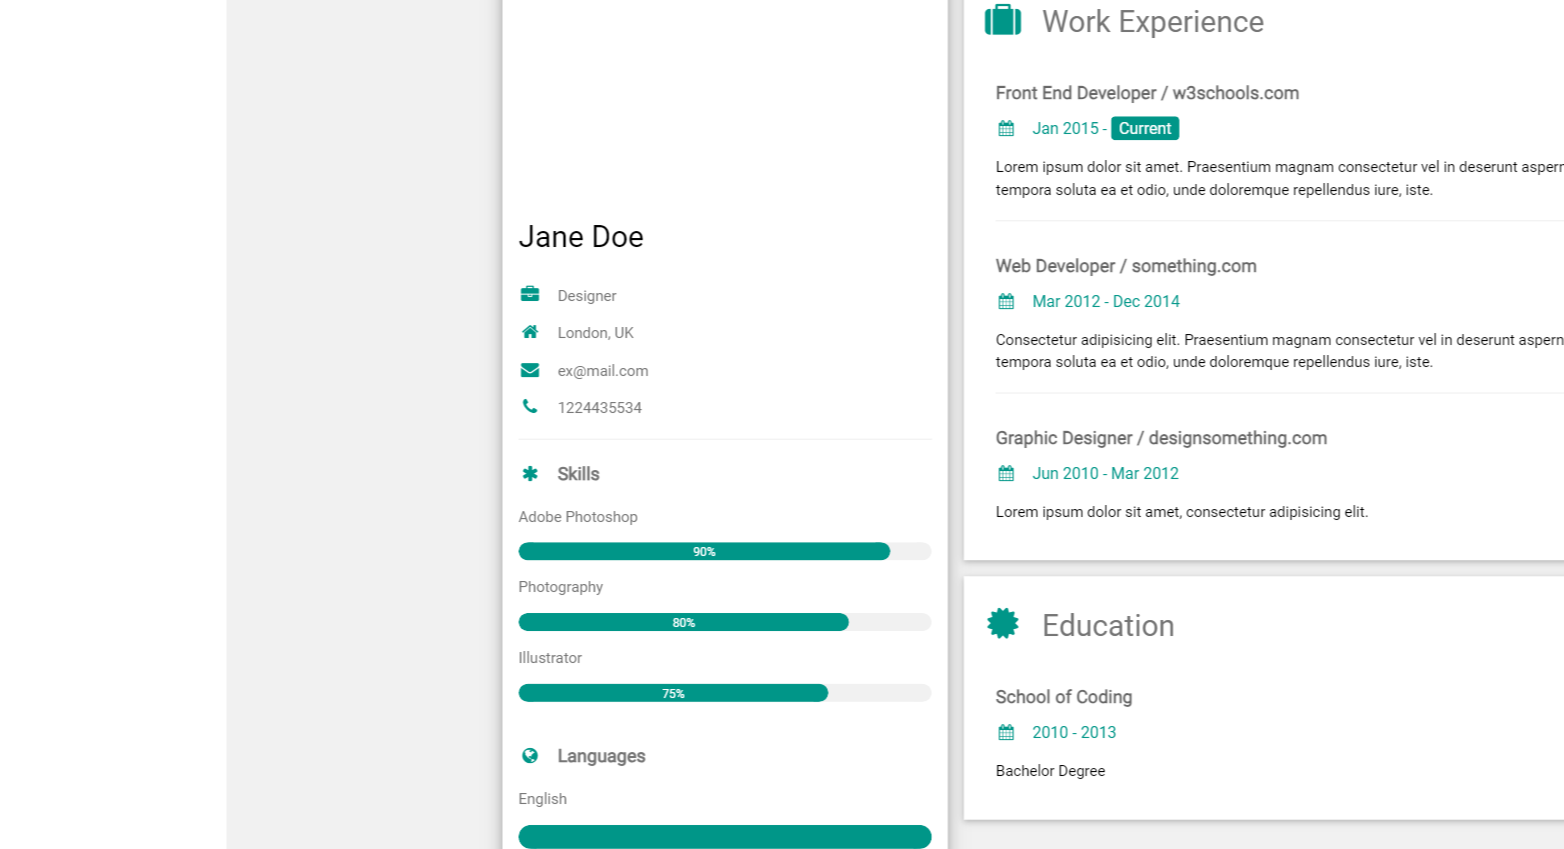 Jane Doe
Designer
London, UK
ex@mail.com
1224435534
Skills
Adobe Photoshop
90%
Photography
80%
Illustrator
75%
Languages
English
Work Experience
Front End Developer / w3schools.com
Jan 2015 - Current
Lorem ipsum dolor sit amet. Praesentium magnam consectetur vel in deserunt aspern
tempora soluta ea et odio, unde doloremque repellendus iure, iste.
Web Developer / something.com
Mar 2012 - Dec 2014
Consectetur adipisicing elit. Praesentium magnam consectetur vel in deserunt aspern
tempora soluta ea et odio, unde doloremque repellendus iure, iste.
Graphic Designer / designsomething.com
Jun 2010 - Mar 2012
Lorem ipsum dolor sit amet, consectetur adipisicing elit.
Education
School of Coding
2010 - 2013
Bachelor Degree